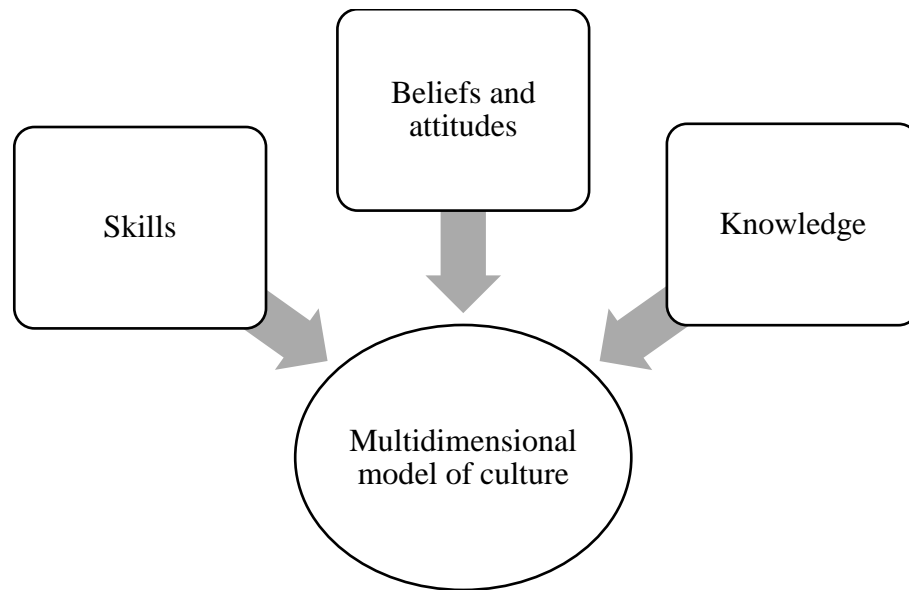 Beliefs and
attitudes
Skills
Knowledge
Multidimensional
model of culture